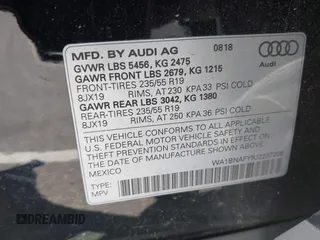 MFD. BY AUDI AG 0818
GVWR LBS 5456, KG 2475
GAWR FRONT LBS 2679, KG 1215
FRONT-TIRES 235/55 R19
8JX19 RIMS, AT 230 KPA 33 PSI COLD
GAWR REAR LBS 3042, KG 1380
REAR-TIRES 235/55 R19
8JX19 RIMS, AT 250 KPA 36 PSI COLD
Audi
THIS VEHICLE CONFORMS TO ALL
APPLICABLE FEDERAL MOTOR VEHICLE
SAFETY, BUMPER, AND THEFT
PREVENTION STANDARDS IN EFFECT
ON THE DATE OF MANUFACTURE
SHOWN ABOVE.
MEXICO
TYPE:
MPV
DREAMBID